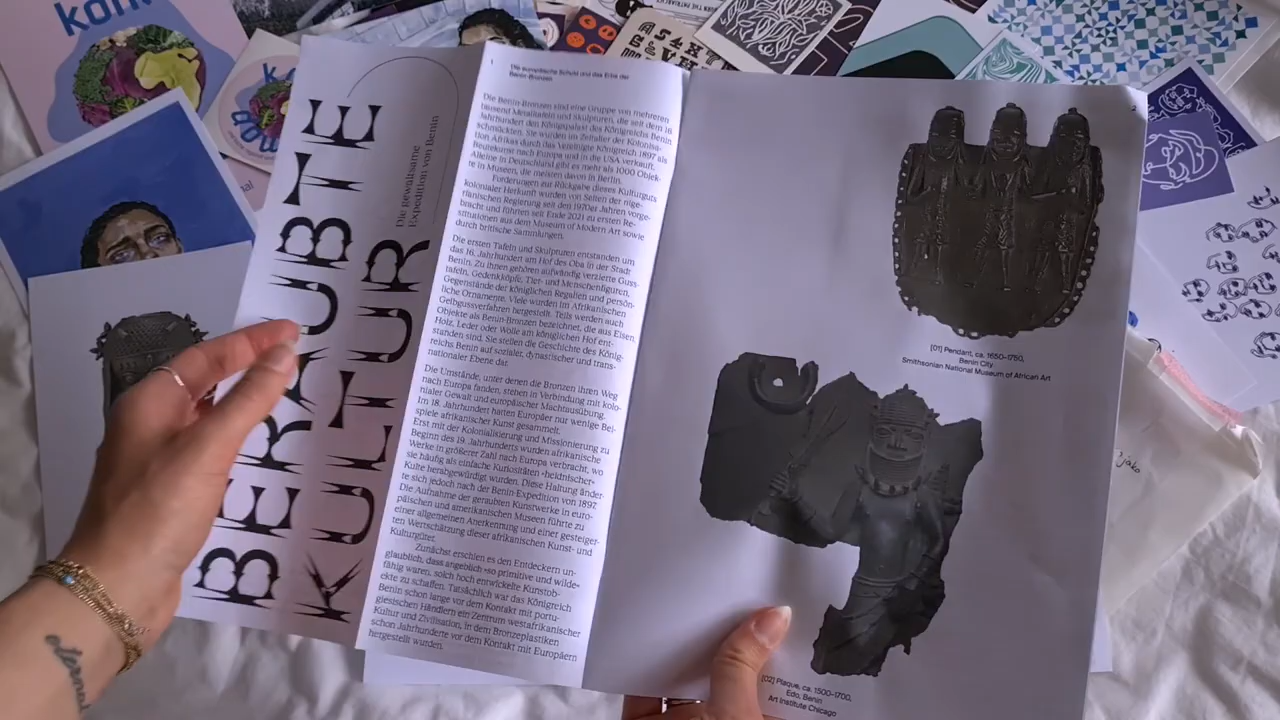 BERAUBTE
KULTUR
Die gewaltsame
Expedition von Benin
1
Die europäische Schuld und das Erbe der
Benin-Bronzen
Die Benin-Bronzen sind eine Gruppe von mehreren
tausend Metalltafeln und Skulpturen, die seit dem 16.
Jahrhundert den Königspalast des Königreichs Benin
schmückten. Sie wurden im Zeitalter der Kolonisa-
tion Afrikas durch das Vereinigte Königreich 1897 als
Beutekunst nach Europa und in die USA verkauft.
Alleine in Deutschland gibt es mehr als 1000 Objek-
te in Museen, die meisten davon in Berlin.
Forderungen zur Rückgabe dieses Kulturguts
kolonialer Herkunft wurden von Seiten der nige-
rianischen Regierung seit den 1970er Jahren vorge-
bracht und führten seit Ende 2021 zu ersten Re-
stitutionen aus dem Museum of Modern Art sowie
durch britische Sammlungen.
Die ersten Tafeln und Skulpturen entstanden um
das 16. Jahrhundert am Hof des Oba in der Stadt
Benin. Zu ihnen gehören aufwändig verzierte Guss-
tafeln, Gedenkköpfe, Tier- und Menschenfiguren,
Gegenstände der königlichen Regalien und persön-
liche Ornamente. Viele wurden im Afrikanischen
Gelbgussverfahren hergestellt. Teils werden auch
Objekte als Benin-Bronzen bezeichnet, die aus Eisen,
Holz, Leder oder Wolle am königlichen Hof ent-
standen sind. Sie stellen die Geschichte des König-
reichs Benin auf sozialer, dynastischer und trans-
nationaler Ebene dar.
Die Umstände, unter denen die Bronzen ihren Weg
nach Europa fanden, stehen in Verbindung mit kolo-
nialer Gewalt und europäischer Machtausübung.
Im 18. Jahrhundert hatten Europäer nur wenige Bei-
spiele afrikanischer Kunst gesammelt.
Erst mit der Kolonialisierung und Missionierung zu
Beginn des 19. Jahrhunderts wurden afrikanische
Werke in größerer Zahl nach Europa verbracht, wo
sie häufig als einfache Kuriositäten »heidnischer«
Kulte herabgewürdigt wurden. Diese Haltung änder-
te sich jedoch nach der Benin-Expedition von 1897.
Die Aufnahme der geraubten Kunstwerke in euro-
päischen und amerikanischen Museen führte zu
einer allgemeinen Anerkennung und einer gesteiger-
ten Wertschätzung dieser afrikanischen Kunst- und
Kulturgüter.
Zunächst erschien es den Entdeckern un-
glaublich, dass angeblich »so primitive und wilde«
fähig waren, solch hoch entwickelte Kunstob-
ekte zu schaffen. Tatsächlich war das Königreich
Benin schon lange vor dem Kontakt mit portu-
giesischen Händlern ein Zentrum westafrikanischer
Kultur und Zivilisation, in dem Bronzeplastiken
schon Jahrhunderte vor dem Kontakt mit Europäern
hergestellt wurden.
[01] Pendant, ca. 1650-1750,
Benin City
Smithsonian National Museum of African Art
[02] Plaque, ca. 1500-1700,
Edo, Benin
Art Institute Chicago